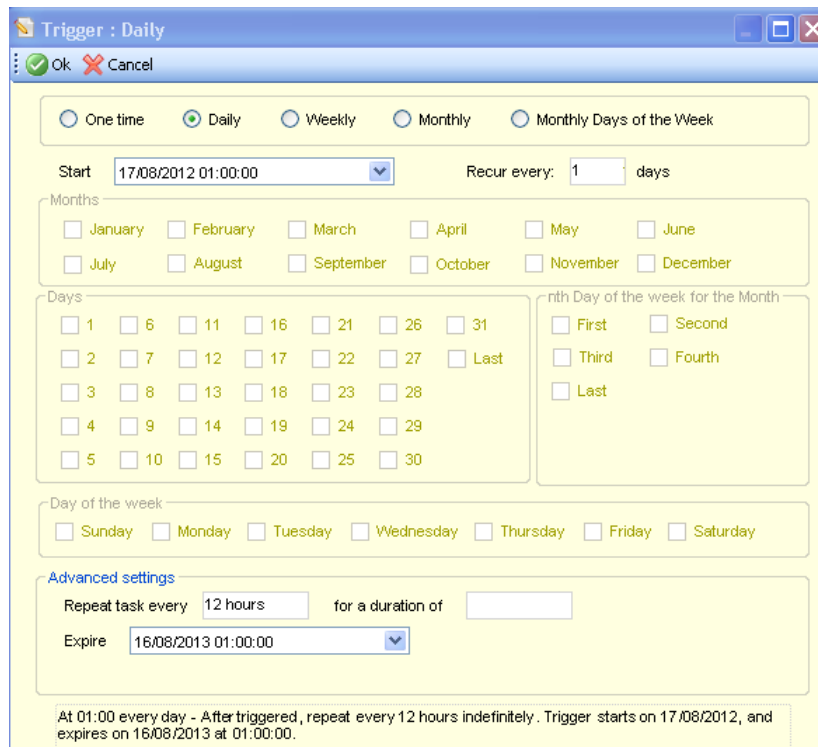 Trigger : Daily
Ok Cancel
One time Daily Weekly Monthly Monthly Days of the Week
Start 17/08/2012 01:00:00 Recur every: 1 days
Months
January February March April May June
July August September October November December
Days nth Day of the week for the Month
1 6 11 16 21 26 31 First Second
2 7 12 17 22 27 Last Third Fourth
3 8 13 18 23 28 Last
4 9 14 19 24 29
5 10 15 20 25 30
Day of the week
Sunday Monday Tuesday Wednesday Thursday Friday Saturday
Advanced settings
Repeat task every 12 hours for a duration of
Expire 16/08/2013 01:00:00
At 01:00 every day - After triggered, repeat every 12 hours indefinitely. Trigger starts on 17/08/2012, and
expires on 16/08/2013 at 01:00:00.